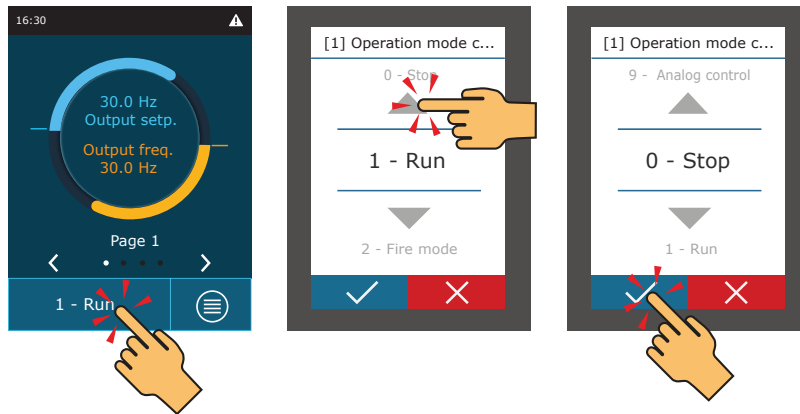 16:30
30.0 Hz
Output setp.
Output freq.
30.0 Hz
Page 1
1 - Run
[1] Operation mode c...
0 - Stop
1 - Run
2 - Fire mode
[1] Operation mode c...
9 - Analog control
0 - Stop
1 - Run